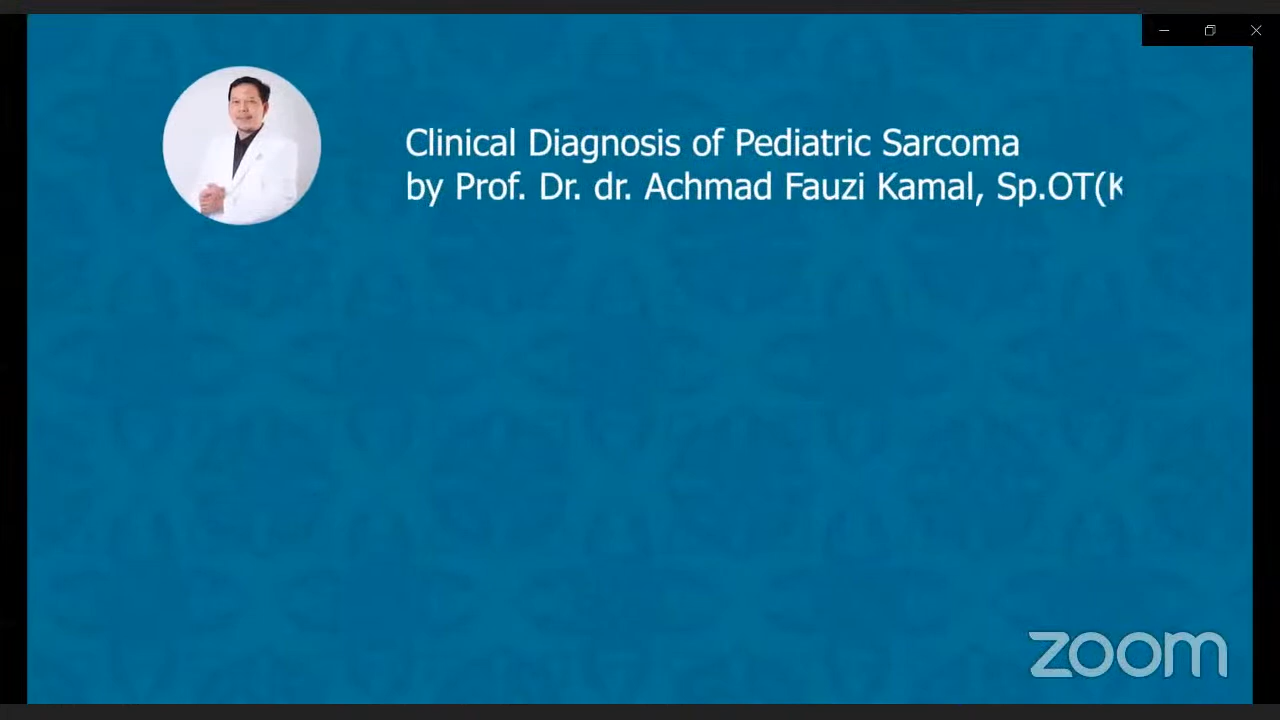 Clinical Diagnosis of Pediatric Sarcoma
by Prof. Dr. dr. Achmad Fauzi Kamal, Sp.OT(K
zoom